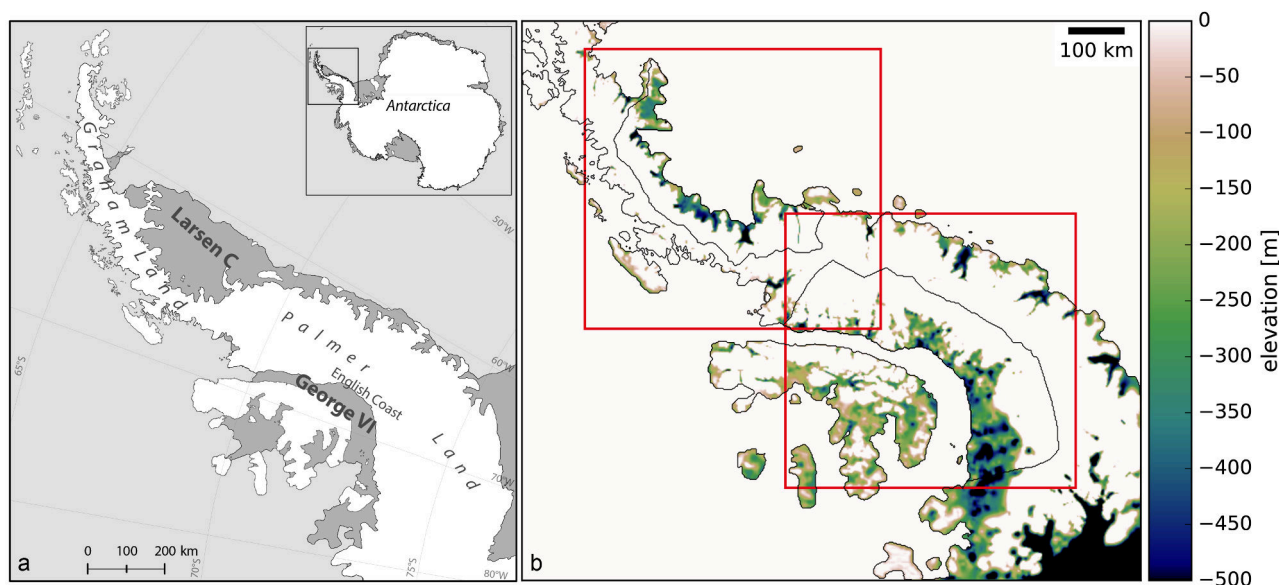 Antarctica
50°W
Graham Land
Larsen C
Palmer Land
60°W
65°S
English Coast
George VI
70°W
a
0 100 200 km
70°S
75°S
80°W
100 km
b
0
−50
−100
−150
−200
−250
−300
−350
−400
−450
−500
elevation [m]